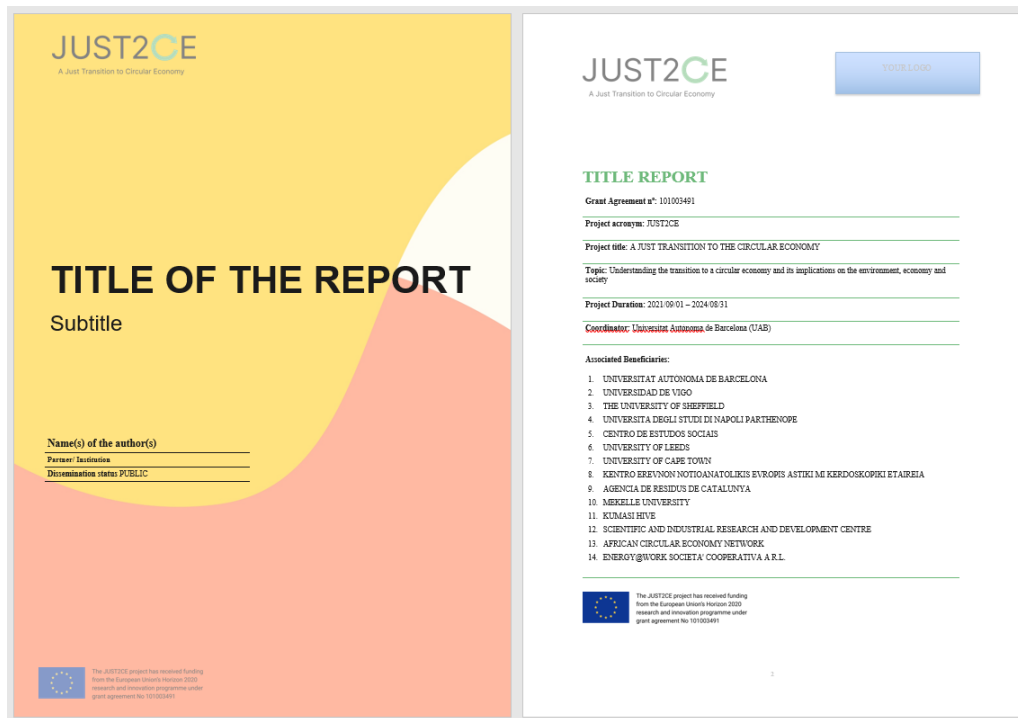 JUST2CE
A Just Transition to Circular Economy
TITLE OF THE REPORT
Subtitle
Name(s) of the author(s)
Partner/ Institution
Dissemination status PUBLIC
The JUST2CE project has received funding
from the European Union's Horizon 2020
research and innovation programme under
grant agreement No 101003491
JUST2CE
A Just Transition to Circular Economy
YOUR LOGO
TITLE REPORT
Grant Agreement nº: 101003491
Project acronym: JUST2CE
Project title: A JUST TRANSITION TO THE CIRCULAR ECONOMY
Topic: Understanding the transition to a circular economy and its implications on the environment, economy and
society
Project Duration: 2021/09/01 – 2024/08/31
Coordinator: Universitat Autonoma de Barcelona (UAB)
Associated Beneficiaries:
1. UNIVERSITAT AUTONOMA DE BARCELONA
2. UNIVERSIDAD DE VIGO
3. THE UNIVERSITY OF SHEFFIELD
4. UNIVERSITA DEGLI STUDI DI NAPOLI PARTHENOPE
5. CENTRO DE ESTUDOS SOCIAIS
6. UNIVERSITY OF LEEDS
7. UNIVERSITY OF CAPE TOWN
8. KENTRO EREVNON NOTIOANATOLIKIS EVROPIS ASTIKI MI KERDOSKOPIKI ETAIREIA
9. AGENCIA DE RESIDUS DE CATALUNYA
10. MEKELLE UNIVERSITY
11. KUMASI HIVE
12. SCIENTIFIC AND INDUSTRIAL RESEARCH AND DEVELOPMENT CENTRE
13. AFRICAN CIRCULAR ECONOMY NETWORK
14. ENERGY@WORK SOCIETA' COOPERATIVA A R.L.
The JUST2CE project has received funding
from the European Union's Horizon 2020
research and innovation programme under
grant agreement No 101003491
2